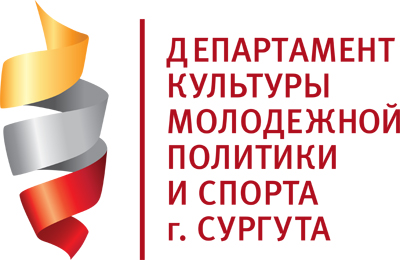 ДЕПАРТАМЕНТ
КУЛЬТУРЫ
МОЛОДЕЖНОЙ
ПОЛИТИКИ
И СПОРТА
г. СУРГУТА